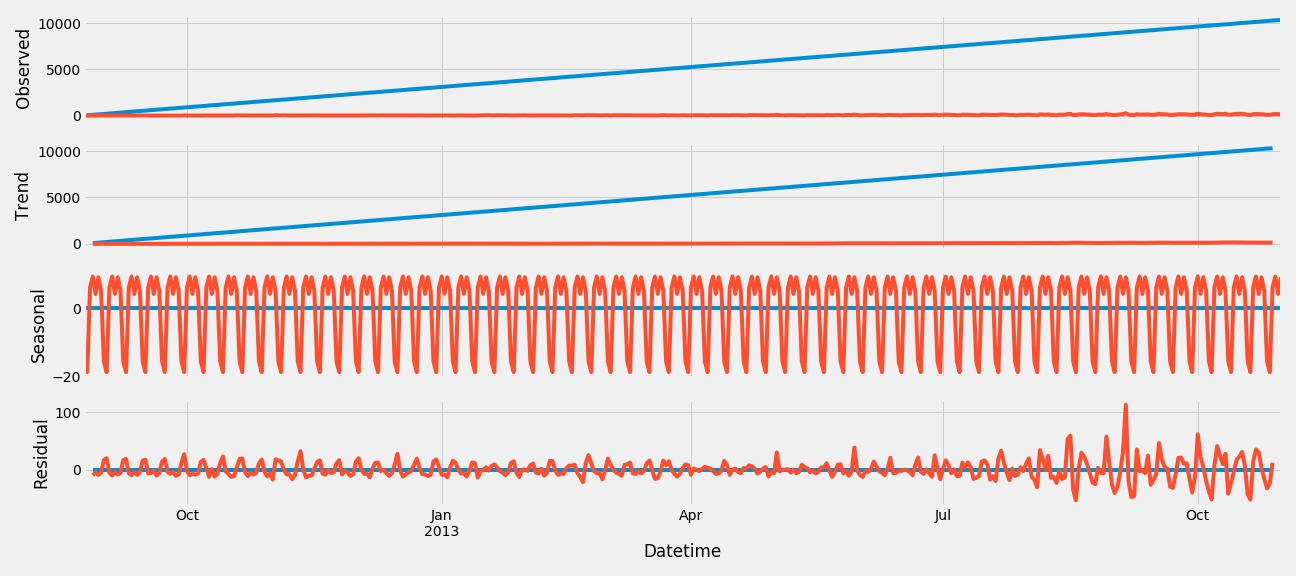 10000
5000
0
Observed
10000
5000
0
Trend
0
−20
Seasonal
100
0
Residual
Oct
Jan
2013
Apr
Jul
Oct
Datetime